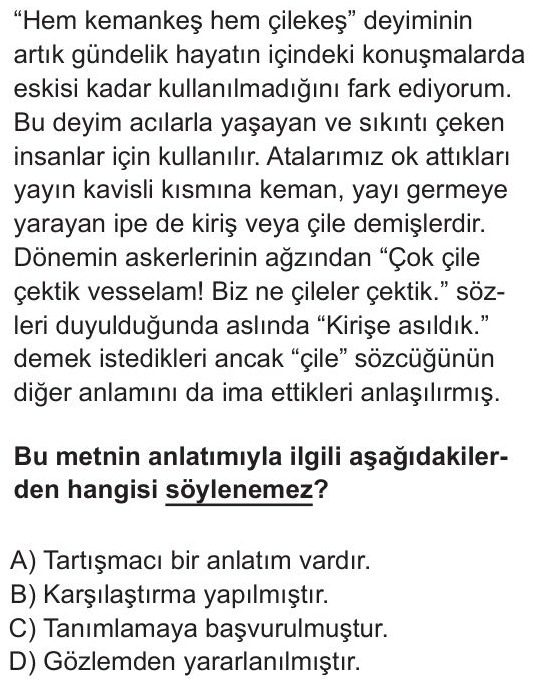 “Hem kemankeş hem çilekeş” deyiminin
artık gündelik hayatın içindeki konuşmalarda
eskisi kadar kullanılmadığını fark ediyorum.
Bu deyim acılarla yaşayan ve sıkıntı çeken
insanlar için kullanılır. Atalarımız ok attıkları
yayın kavisli kısmına keman, yayı germeye
yarayan ipe de kiriş veya çile demişlerdir.
Dönemin askerlerinin ağzından “Çok çile
çektik vesselam! Biz ne çileler çektik.” söz-
leri duyulduğunda aslında “Kirişe asıldık.”
demek istedikleri ancak “çile” sözcüğünün
diğer anlamını da ima ettikleri anlaşılırmış.
Bu metnin anlatımıyla ilgili aşağıdakiler-
den hangisi söylenemez?
A) Tartışmacı bir anlatım vardır.
B) Karşılaştırma yapılmıştır.
C) Tanımlamaya başvurulmuştur.
D) Gözlemden yararlanılmıştır.